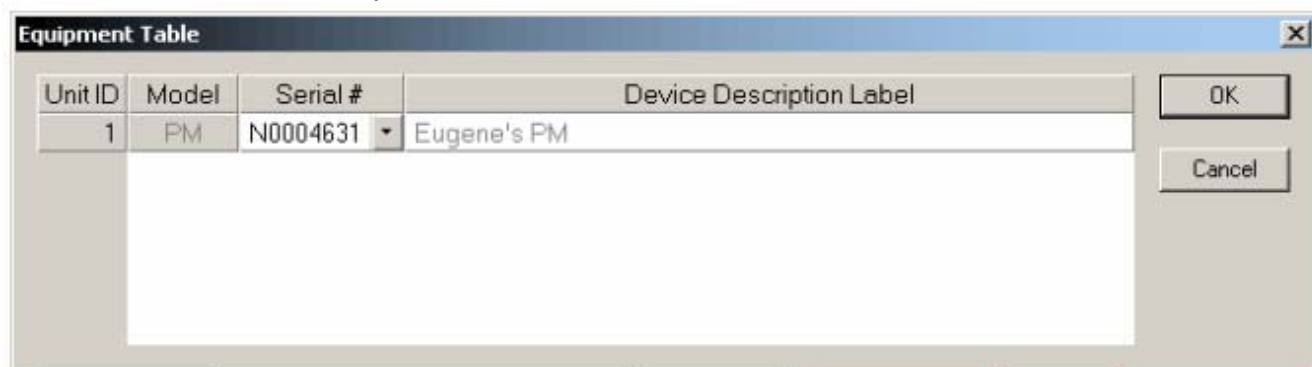 Equipment Table
Unit ID Model Serial # Device Description Label OK
1 PM N0004631 Eugene's PM
Cancel